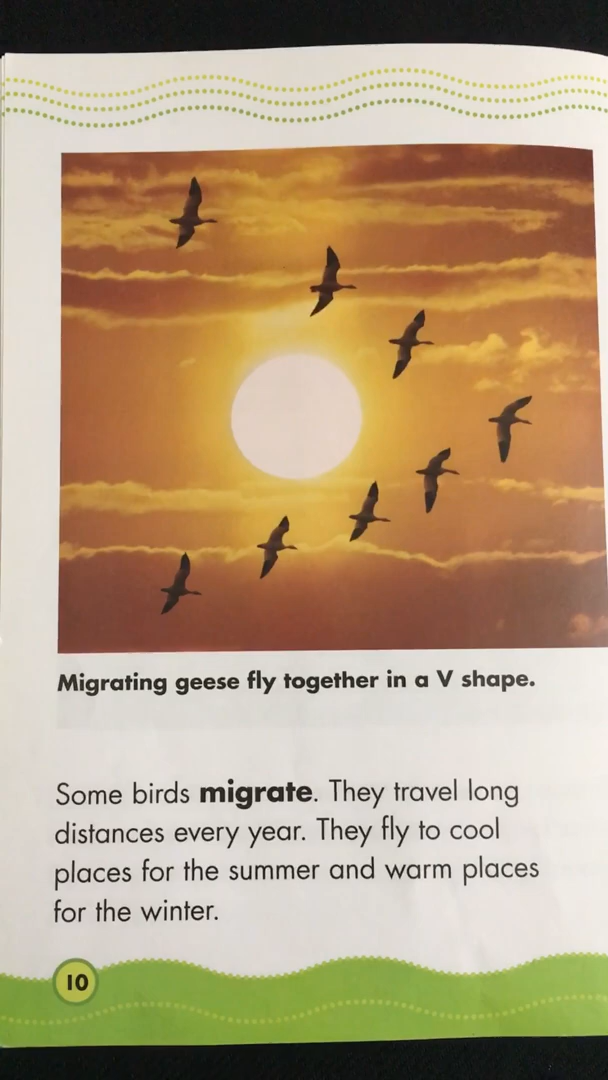 Migrating geese fly together in a V shape.
Some birds migrate. They travel long
distances every year. They fly to cool
places for the summer and warm places
for the winter.
10